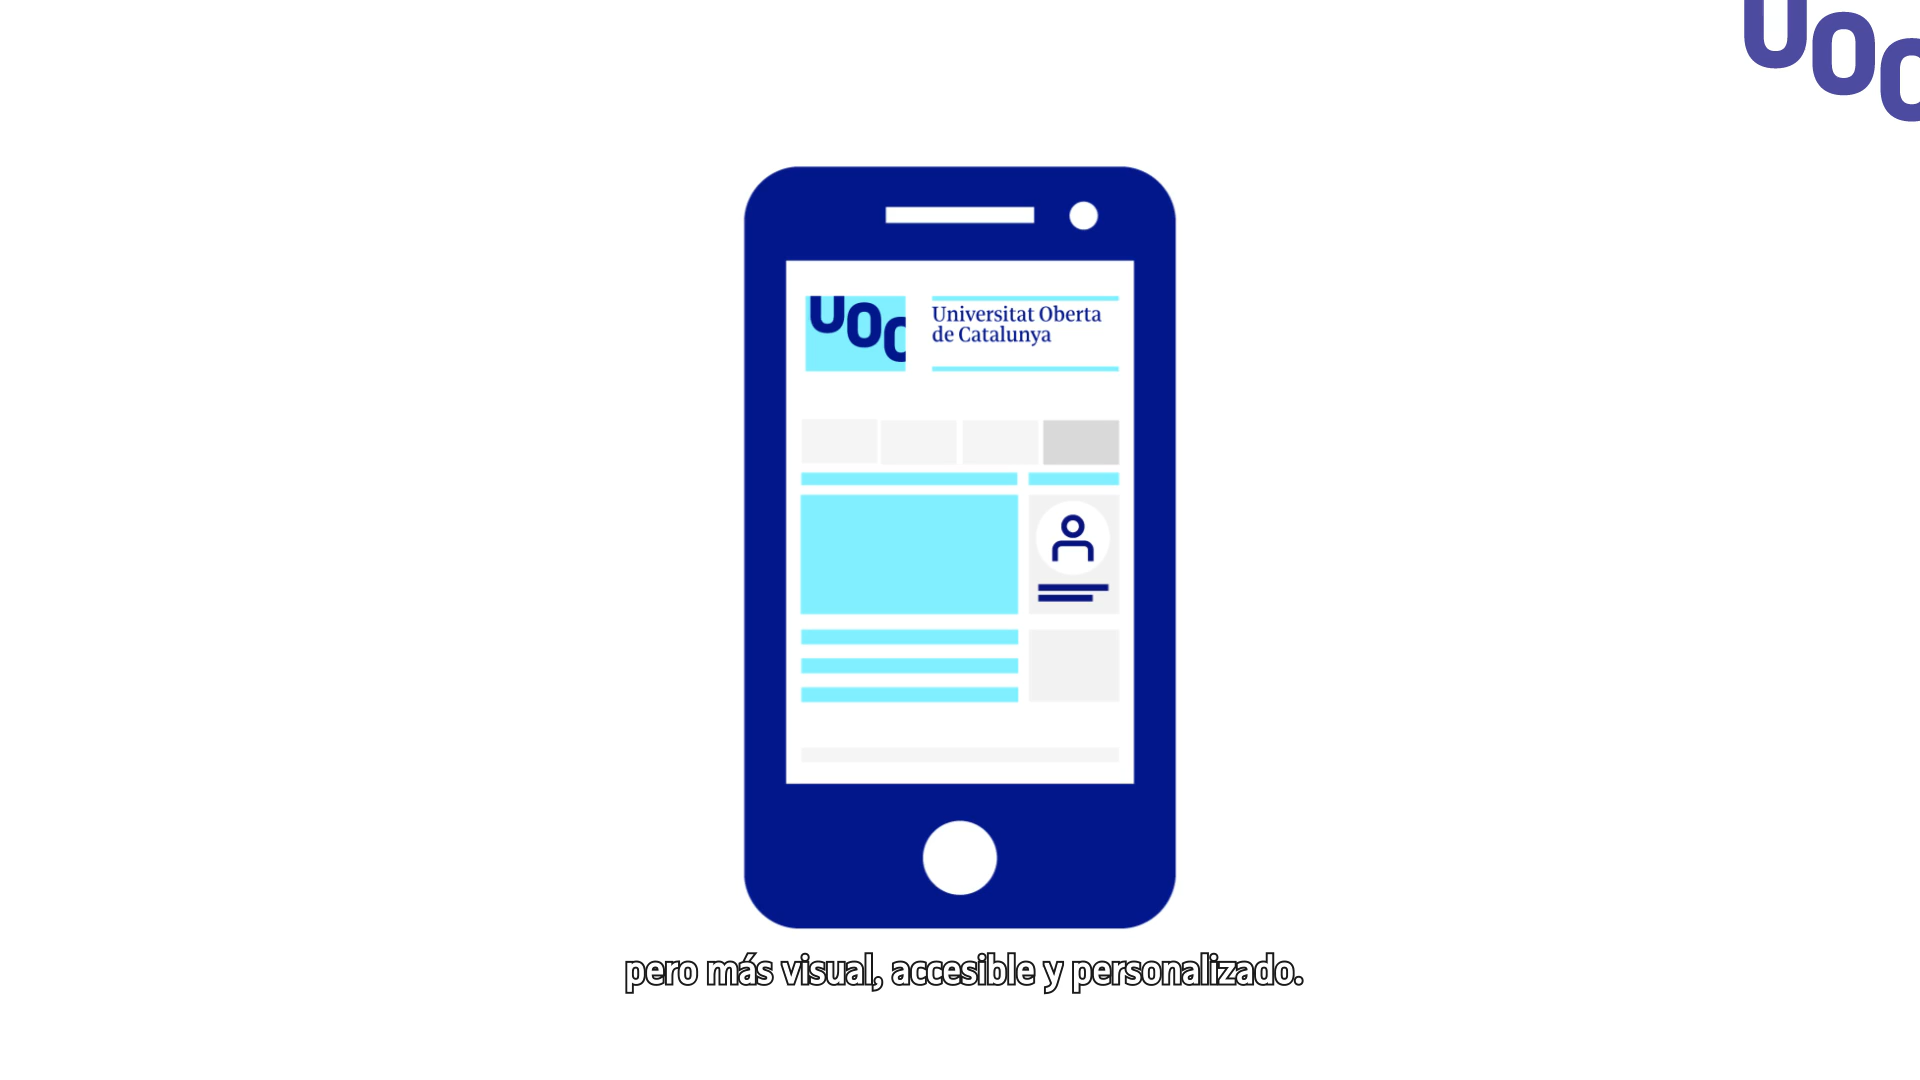 UOC
UOC
Universitat Oberta
de Catalunya
pero más visual, accesible y personalizado.